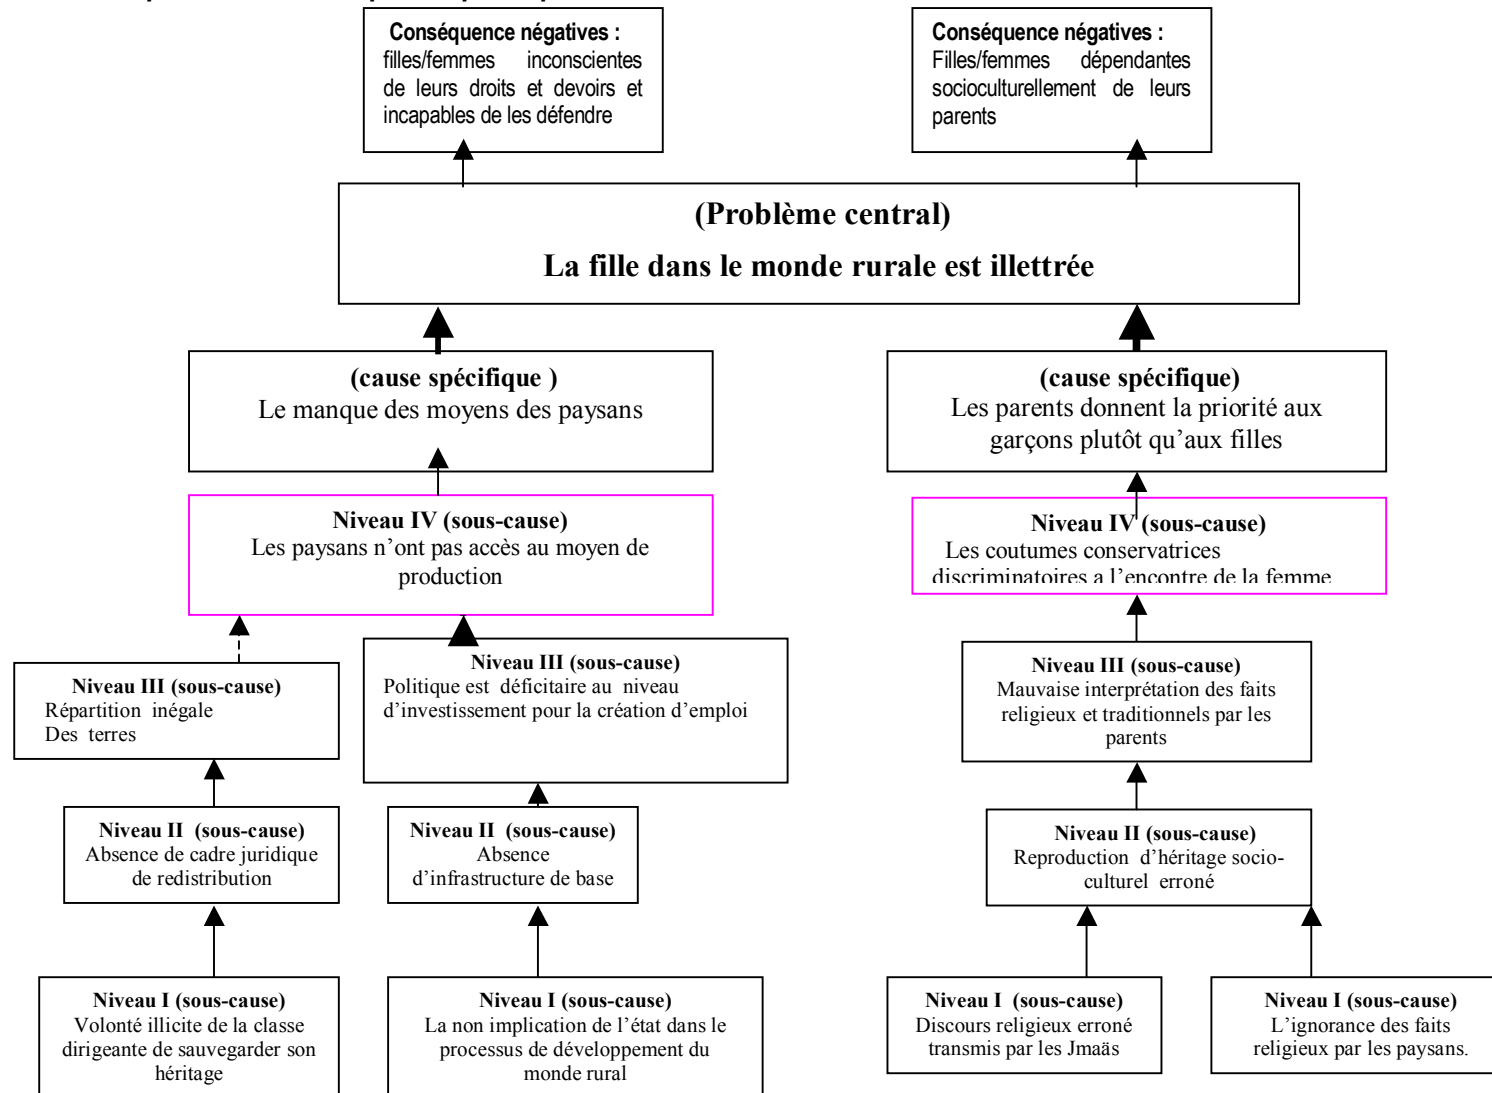 Conséquence négatives :
filles/femmes inconscientes
de leurs droits et devoirs et
incapables de les défendre
Conséquence négatives :
Filles/femmes dépendantes
socioculturellement de leurs
parents
(Problème central)
La fille dans le monde rurale est illettrée
(cause spécifique )
Le manque des moyens des paysans
(cause spécifique)
Les parents donnent la priorité aux
garçons plutôt qu’aux filles
Niveau IV (sous-cause)
Les paysans n’ont pas accès au moyen de
production
Niveau IV (sous-cause)
Les coutumes conservatrices
discriminatoires a l’encontre de la femme
Niveau III (sous-cause)
Répartition inégale
Des terres
Niveau III (sous-cause)
Politique est déficitaire au niveau
d’investissement pour la création d’emploi
Niveau III (sous-cause)
Mauvaise interprétation des faits
religieux et traditionnels par les
parents
Niveau II (sous-cause)
Absence de cadre juridique
de redistribution
Niveau II (sous-cause)
Absence
d’infrastructure de base
Niveau II (sous-cause)
Reproduction d’héritage socio-
culturel erroné
Niveau I (sous-cause)
Volonté illicite de la classe
dirigeante de sauvegarder son
héritage
Niveau I (sous-cause)
La non implication de l’état dans le
processus de développement du
monde rural
Niveau I (sous-cause)
Discours religieux erroné
transmis par les Jmaäs
Niveau I (sous-cause)
L’ignorance des faits
religieux par les paysans.